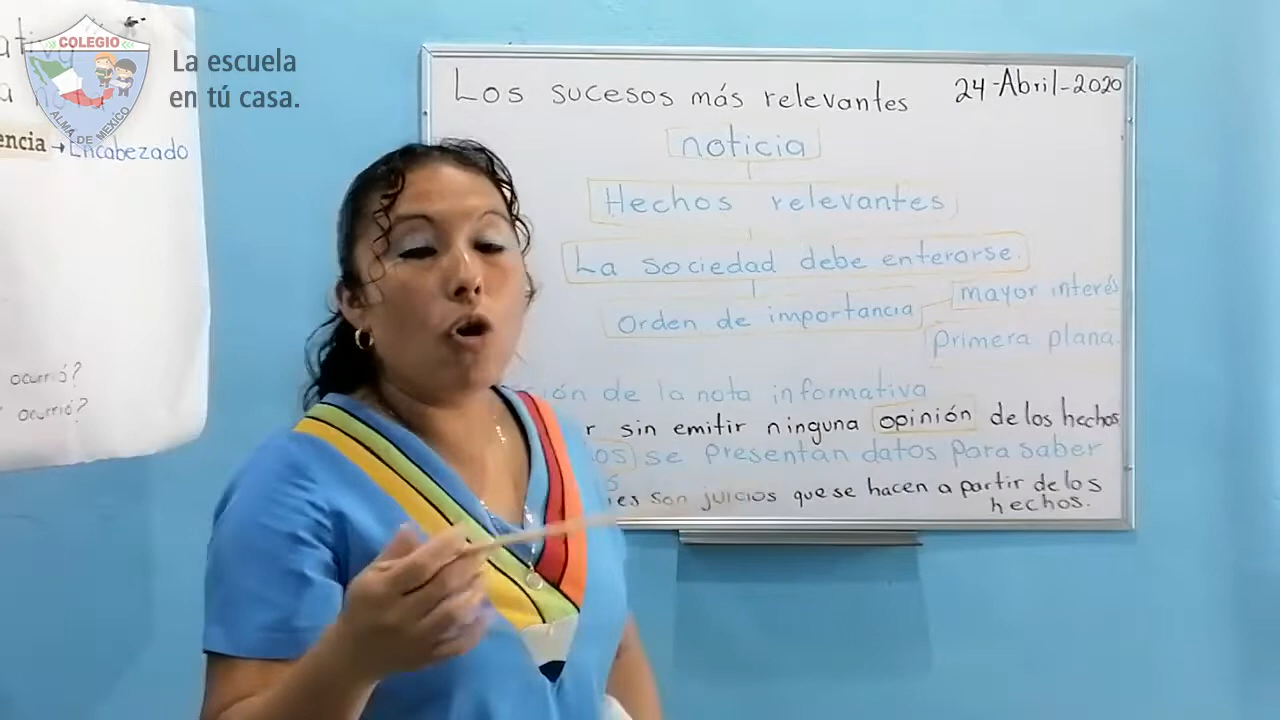 COLEGIO
ALMA DE MEXICO
La escuela
en tú casa.
encia → Encabezado
ocurrió?
ocurrió?
Los sucesos más relevantes 24-Abril-2020
noticia
Hechos relevantes
La sociedad debe enterarse.
Orden de importancia
mayor interés
primera plana.
ión de la nota informativa
r sin emitir ninguna opinión de los hechos
os se presentan datos para saber
es son juicios que se hacen a partir de los
hechos.